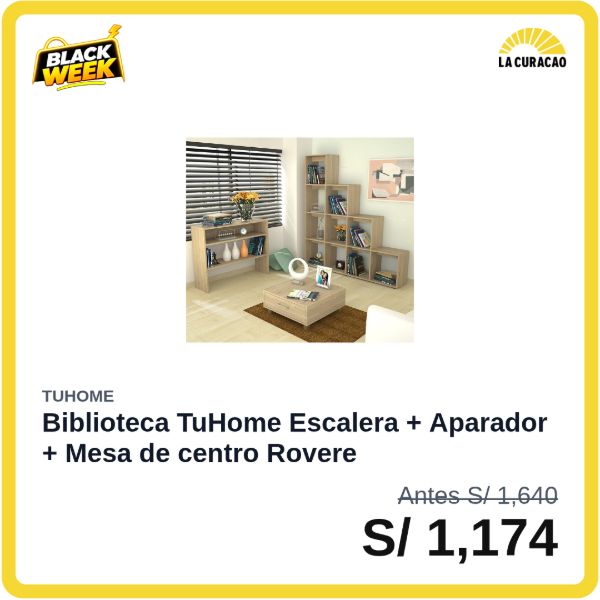 BLACK
WEEK
LA CURACAO
TUHOME
Biblioteca TuHome Escalera + Aparador
+ Mesa de centro Rovere
Antes S/ 1,640
S/ 1,174